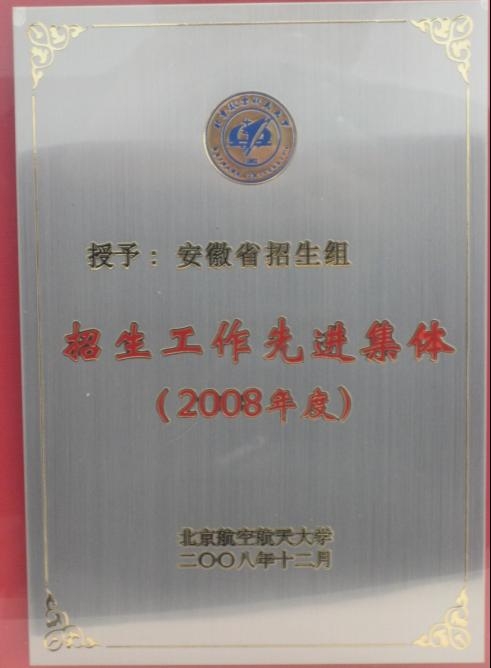 授予：安徽省招生组
招生工作先进集体
（2008年度）
北京航空航天大学
二〇〇八年十二月